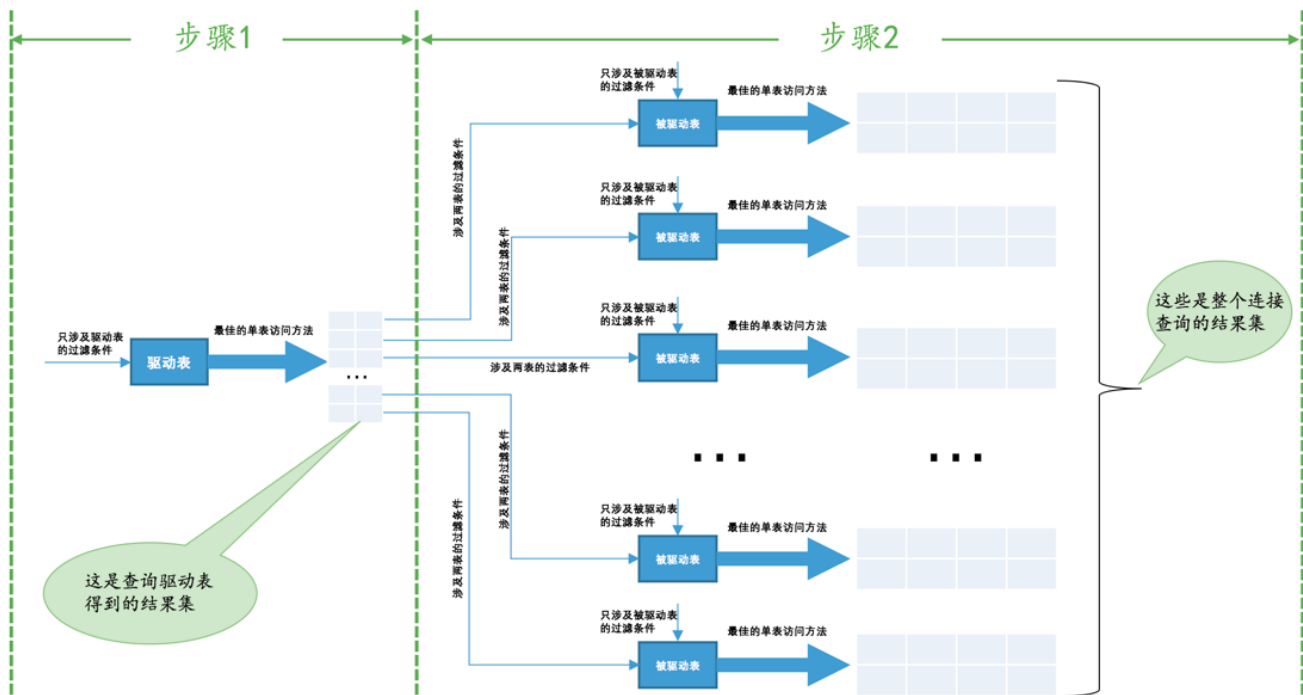 步骤1
步骤2
只涉及驱动表
的过滤条件
驱动表
最佳的单表访问方法
...
这是查询驱动表
得到的结果集
涉及两表的过滤条件
涉及两表的过滤条件
涉及两表的过滤条件
涉及两表的过滤条件
涉及两表的过滤条件
只涉及被驱动表
的过滤条件
被驱动表
最佳的单表访问方法
只涉及被驱动表
的过滤条件
被驱动表
最佳的单表访问方法
只涉及被驱动表
的过滤条件
被驱动表
最佳的单表访问方法
... ...
只涉及被驱动表
的过滤条件
被驱动表
最佳的单表访问方法
只涉及被驱动表
的过滤条件
被驱动表
最佳的单表访问方法
这些是整个连接
查询的结果集